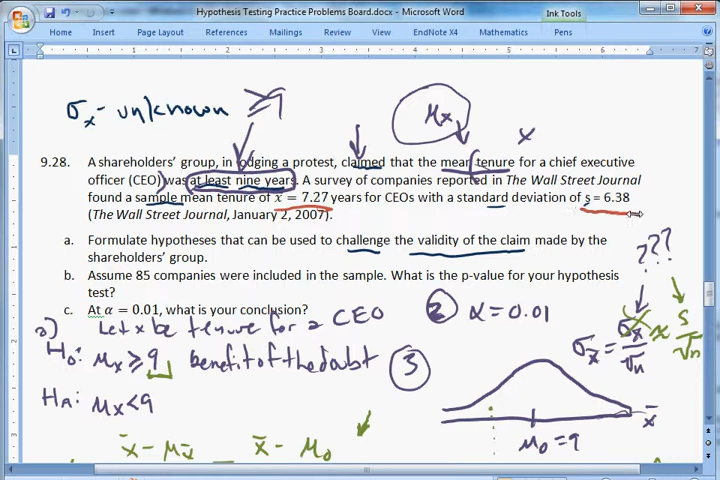 Hypothesis Testing Practice Problems Board.docx - Microsoft Word
Ink Tools
Home Insert Page Layout References Mailings Review View EndNote X4 Mathematics Pens
σx - unknown ≥9
μx
x
9.28. A shareholders' group, in lodging a protest, claimed that the mean tenure for a chief executive
officer (CEO) was at least nine years. A survey of companies reported in The Wall Street Journal
found a sample mean tenure of x̄ = 7.27 years for CEOs with a standard deviation of s = 6.38
(The Wall Street Journal, January 2, 2007).
a. Formulate hypotheses that can be used to challenge the validity of the claim made by the
shareholders' group.
???
b. Assume 85 companies were included in the sample. What is the p-value for your hypothesis
test?
c. At α = 0.01, what is your conclusion?
a) Let x be tenure for a CEO
② α = 0.01
H0: μx ≥ 9 benefit of the doubt
③
σx̄ = σx/√n ≈ s/√n
HA: μx < 9
x̄
μ0 = 9
x̄ - μx̄ x̄ - μ0